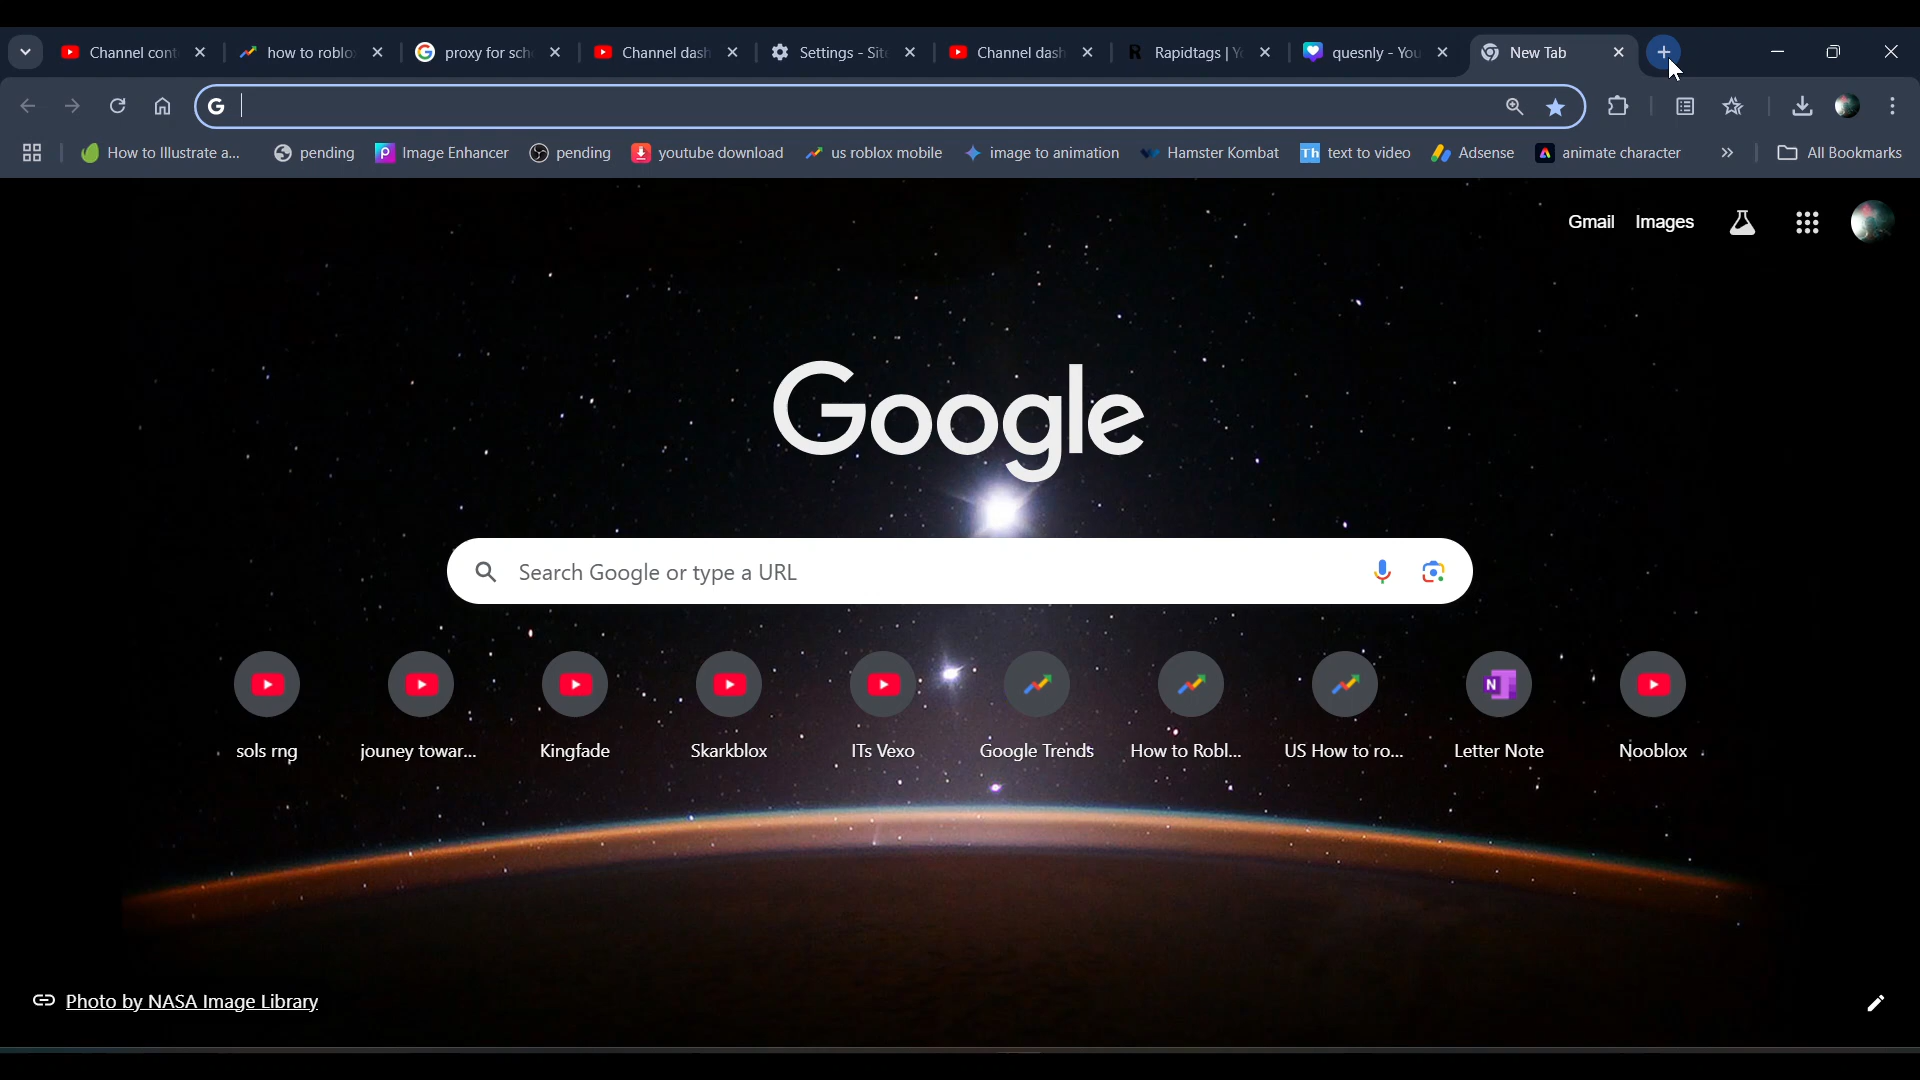 Channel cont how to roblo proxy for sch Channel dash Settings - Site Channel dash Rapidtags | Y quesnly - You New Tab
How to Illustrate a... pending Image Enhancer pending youtube download us roblox mobile image to animation Hamster Kombat text to video Adsense animate character All Bookmarks
Gmail Images
Google
Search Google or type a URL
sols rng jouney towar... Kingfade Skarkblox ITs Vexo Google Trends How to Robl... US How to ro... Letter Note Nooblox
Photo by NASA Image Library